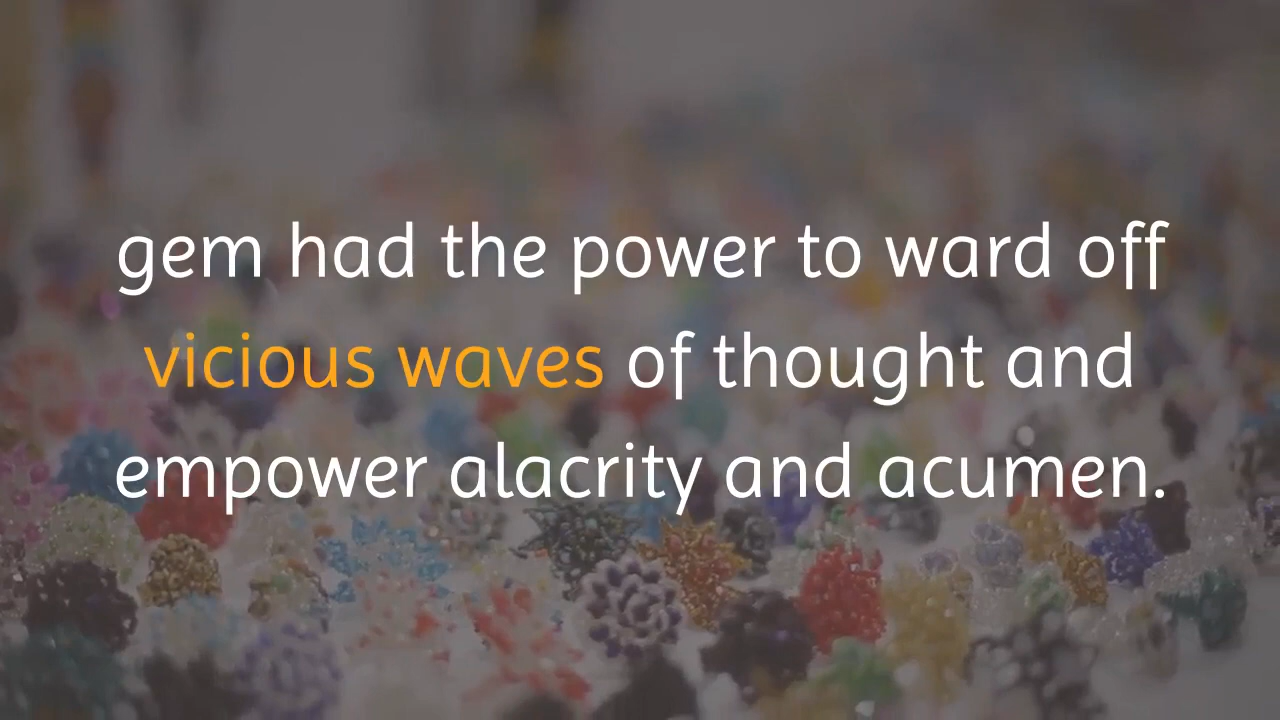 gem had the power to ward off
vicious waves of thought and
empower alacrity and acumen.